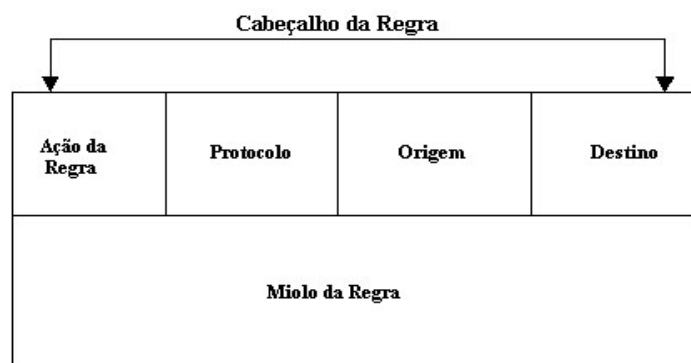 Cabeçalho da Regra
Ação da
Regra
Protocolo
Origem
Destino
Miolo da Regra